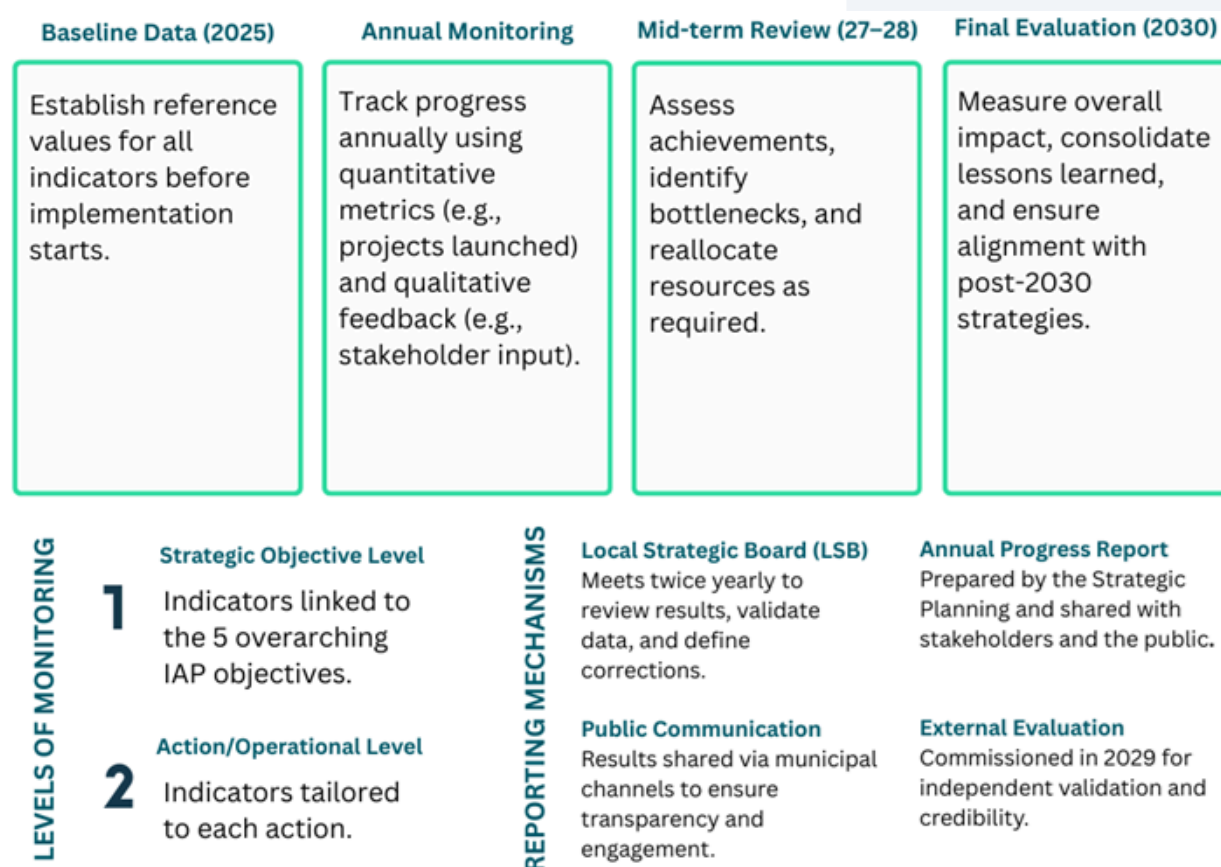 Baseline Data (2025)
Establish reference
values for all
indicators before
implementation
starts.
Annual Monitoring
Track progress
annually using
quantitative
metrics (e.g.,
projects launched)
and qualitative
feedback (e.g.,
stakeholder input).
Mid-term Review (27–28)
Assess
achievements,
identify
bottlenecks, and
reallocate
resources as
required.
Final Evaluation (2030)
Measure overall
impact, consolidate
lessons learned,
and ensure
alignment with
post-2030
strategies.
LEVELS OF MONITORING
1
Strategic Objective Level
Indicators linked to
the 5 overarching
IAP objectives.
2
Action/Operational Level
Indicators tailored
to each action.
REPORTING MECHANISMS
Local Strategic Board (LSB)
Meets twice yearly to
review results, validate
data, and define
corrections.
Annual Progress Report
Prepared by the Strategic
Planning and shared with
stakeholders and the public.
Public Communication
Results shared via municipal
channels to ensure
transparency and
engagement.
External Evaluation
Commissioned in 2029 for
independent validation and
credibility.